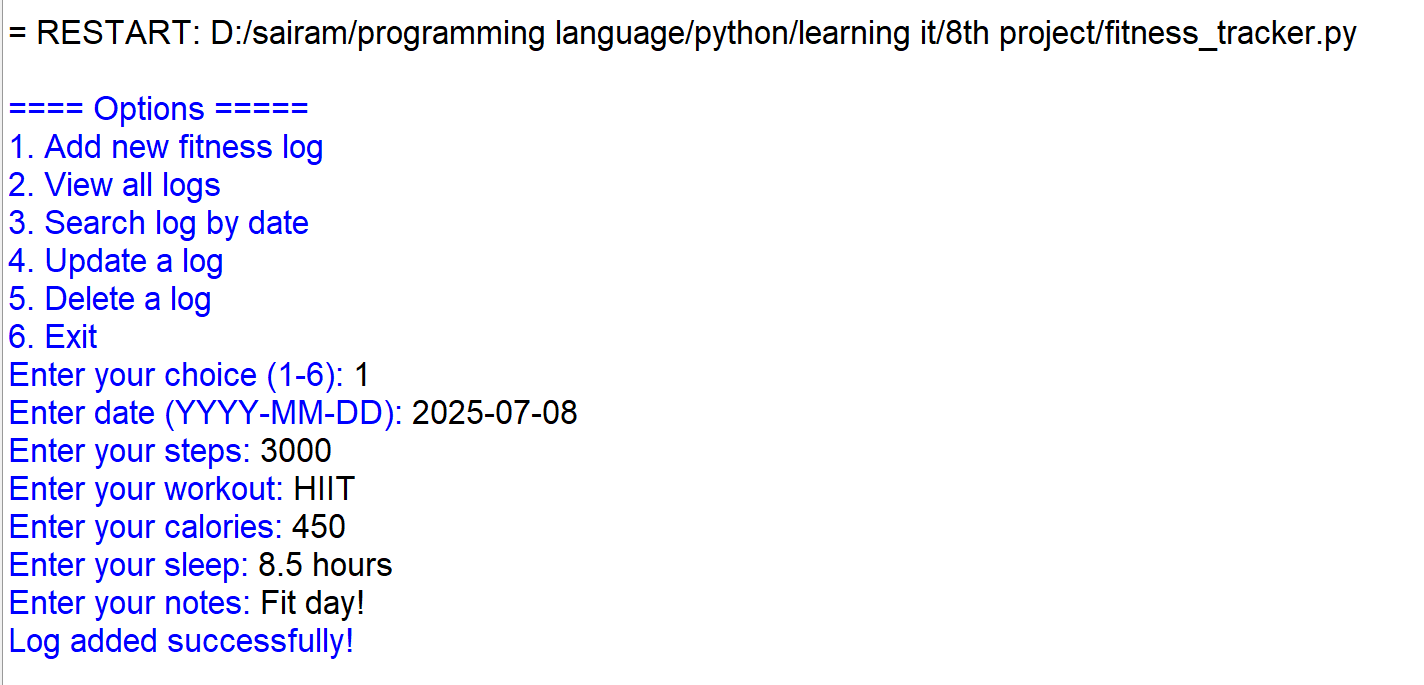 = RESTART: D:/sairam/programming language/python/learning it/8th project/fitness_tracker.py
==== Options =====
1. Add new fitness log
2. View all logs
3. Search log by date
4. Update a log
5. Delete a log
6. Exit
Enter your choice (1-6): 1
Enter date (YYYY-MM-DD): 2025-07-08
Enter your steps: 3000
Enter your workout: HIIT
Enter your calories: 450
Enter your sleep: 8.5 hours
Enter your notes: Fit day!
Log added successfully!